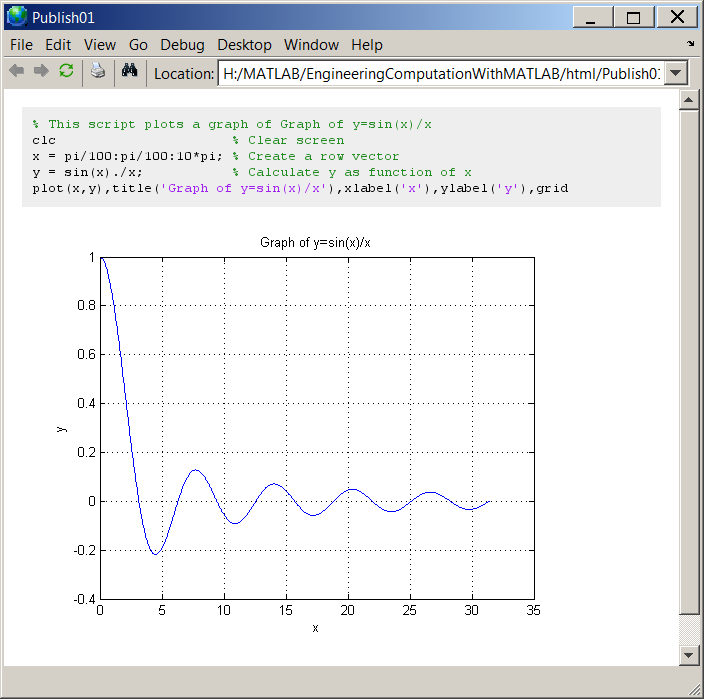 Publish01
File Edit View Go Debug Desktop Window Help
Location: H:/MATLAB/EngineeringComputationWithMATLAB/html/Publish01
% This script plots a graph of Graph of y=sin(x)/x
clc % Clear screen
x = pi/100:pi/100:10*pi; % Create a row vector
y = sin(x)./x; % Calculate y as function of x
plot(x,y),title('Graph of y=sin(x)/x'),xlabel('x'),ylabel('y'),grid
Graph of y=sin(x)/x
1
0.8
0.6
0.4
0.2
0
-0.2
-0.4
y
0 5 10 15 20 25 30 35
x